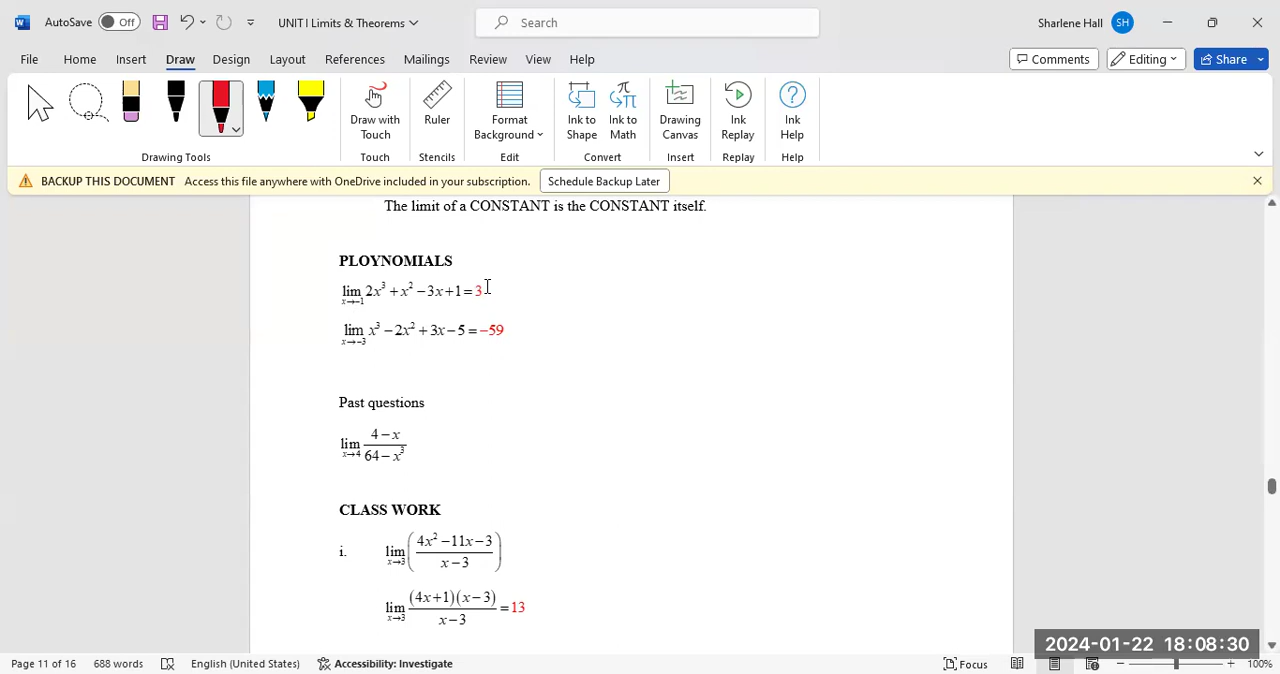 AutoSave Off UNIT I Limits & Theorems Search Sharlene Hall SH
File Home Insert Draw Design Layout References Mailings Review View Help Comments Editing Share
Draw with Touch Ruler Format Background Ink to Shape Ink to Math Drawing Canvas Ink Replay Ink Help
Drawing Tools Touch Stencils Edit Convert Insert Replay Help
BACKUP THIS DOCUMENT Access this file anywhere with OneDrive included in your subscription. Schedule Backup Later
The limit of a CONSTANT is the CONSTANT itself.
PLOYNOMIALS
lim x→−1 2x³ + x² − 3x + 1 = 3
lim x→−3 x³ − 2x² + 3x − 5 = −59
Past questions
lim x→4 (4 − x)/(64 − x³)
CLASS WORK
i. lim x→3 ((4x² − 11x − 3)/(x − 3))
lim x→3 (4x + 1)(x − 3)/(x − 3) = 13
2024-01-22 18:08:30
Page 11 of 16 688 words English (United States) Accessibility: Investigate Focus 100%